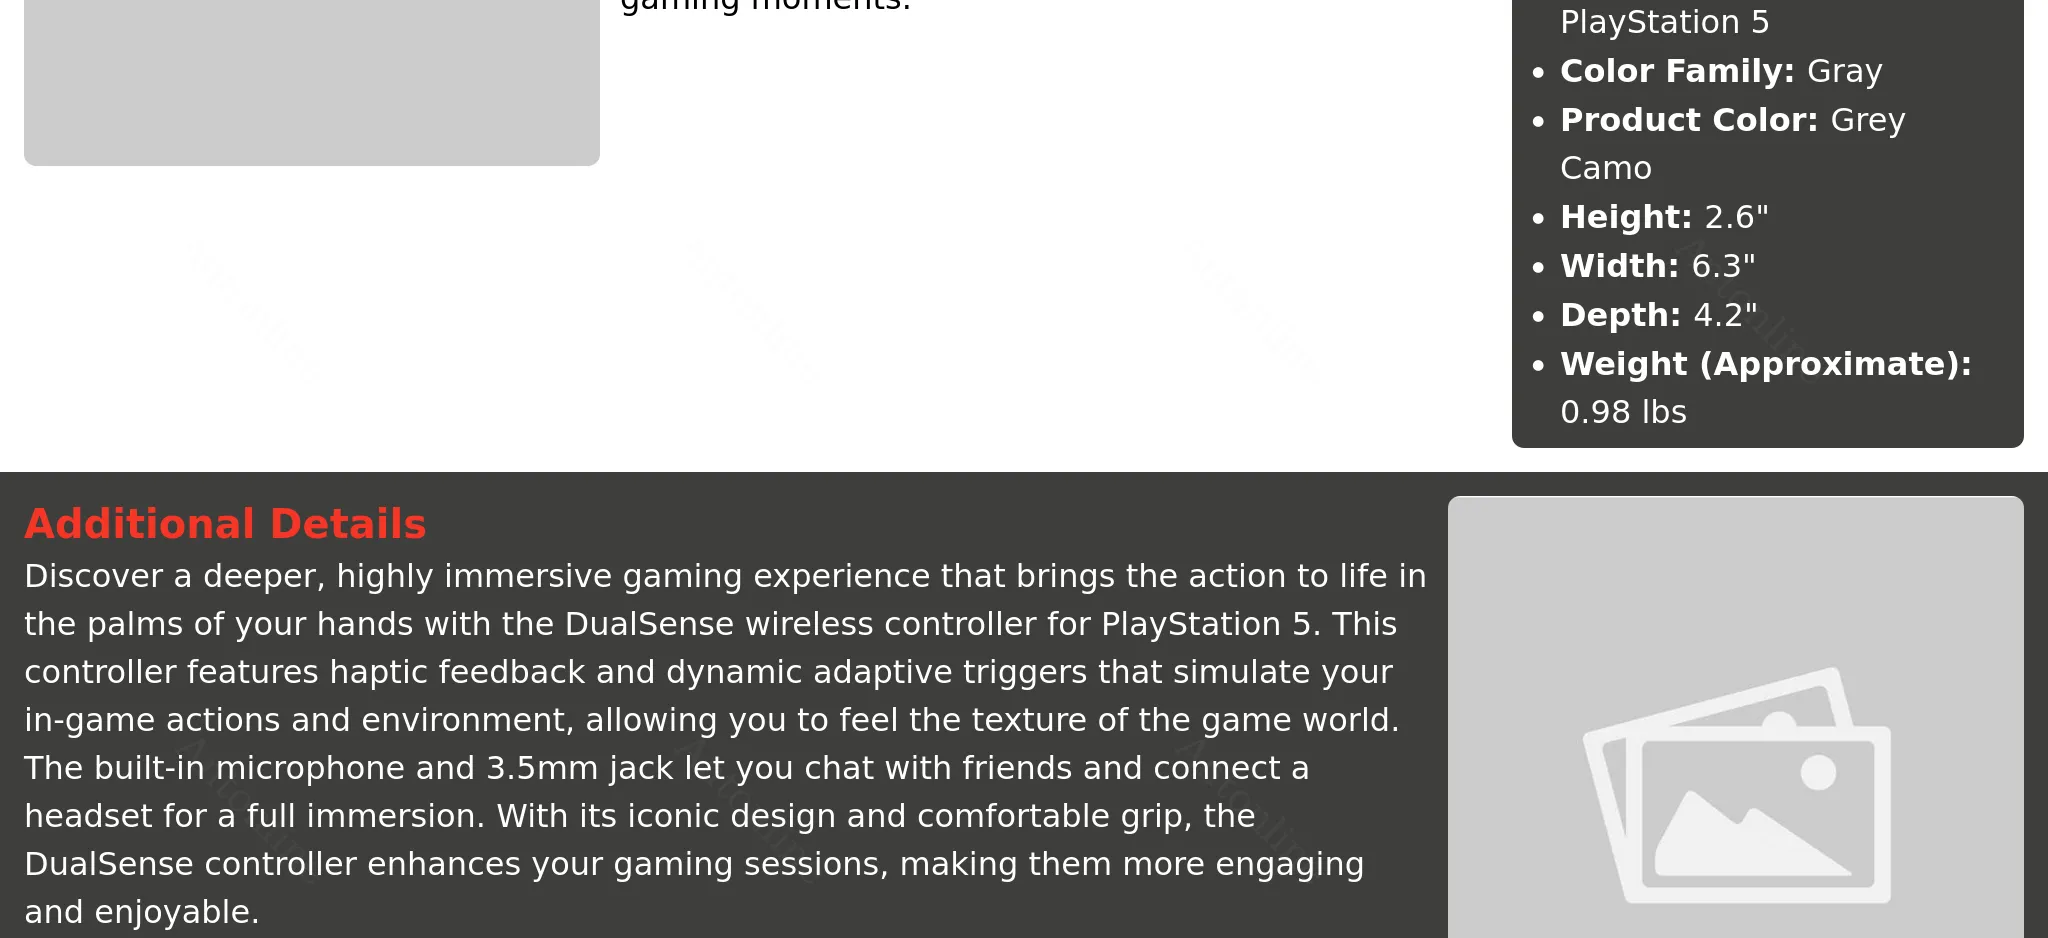 gaming moments.
PlayStation 5
Color Family: Gray
Product Color: Grey
Camo
Height: 2.6"
Width: 6.3"
Depth: 4.2"
Weight (Approximate):
0.98 lbs
Additional Details
Discover a deeper, highly immersive gaming experience that brings the action to life in
the palms of your hands with the DualSense wireless controller for PlayStation 5. This
controller features haptic feedback and dynamic adaptive triggers that simulate your
in-game actions and environment, allowing you to feel the texture of the game world.
The built-in microphone and 3.5mm jack let you chat with friends and connect a
headset for a full immersion. With its iconic design and comfortable grip, the
DualSense controller enhances your gaming sessions, making them more engaging
and enjoyable.